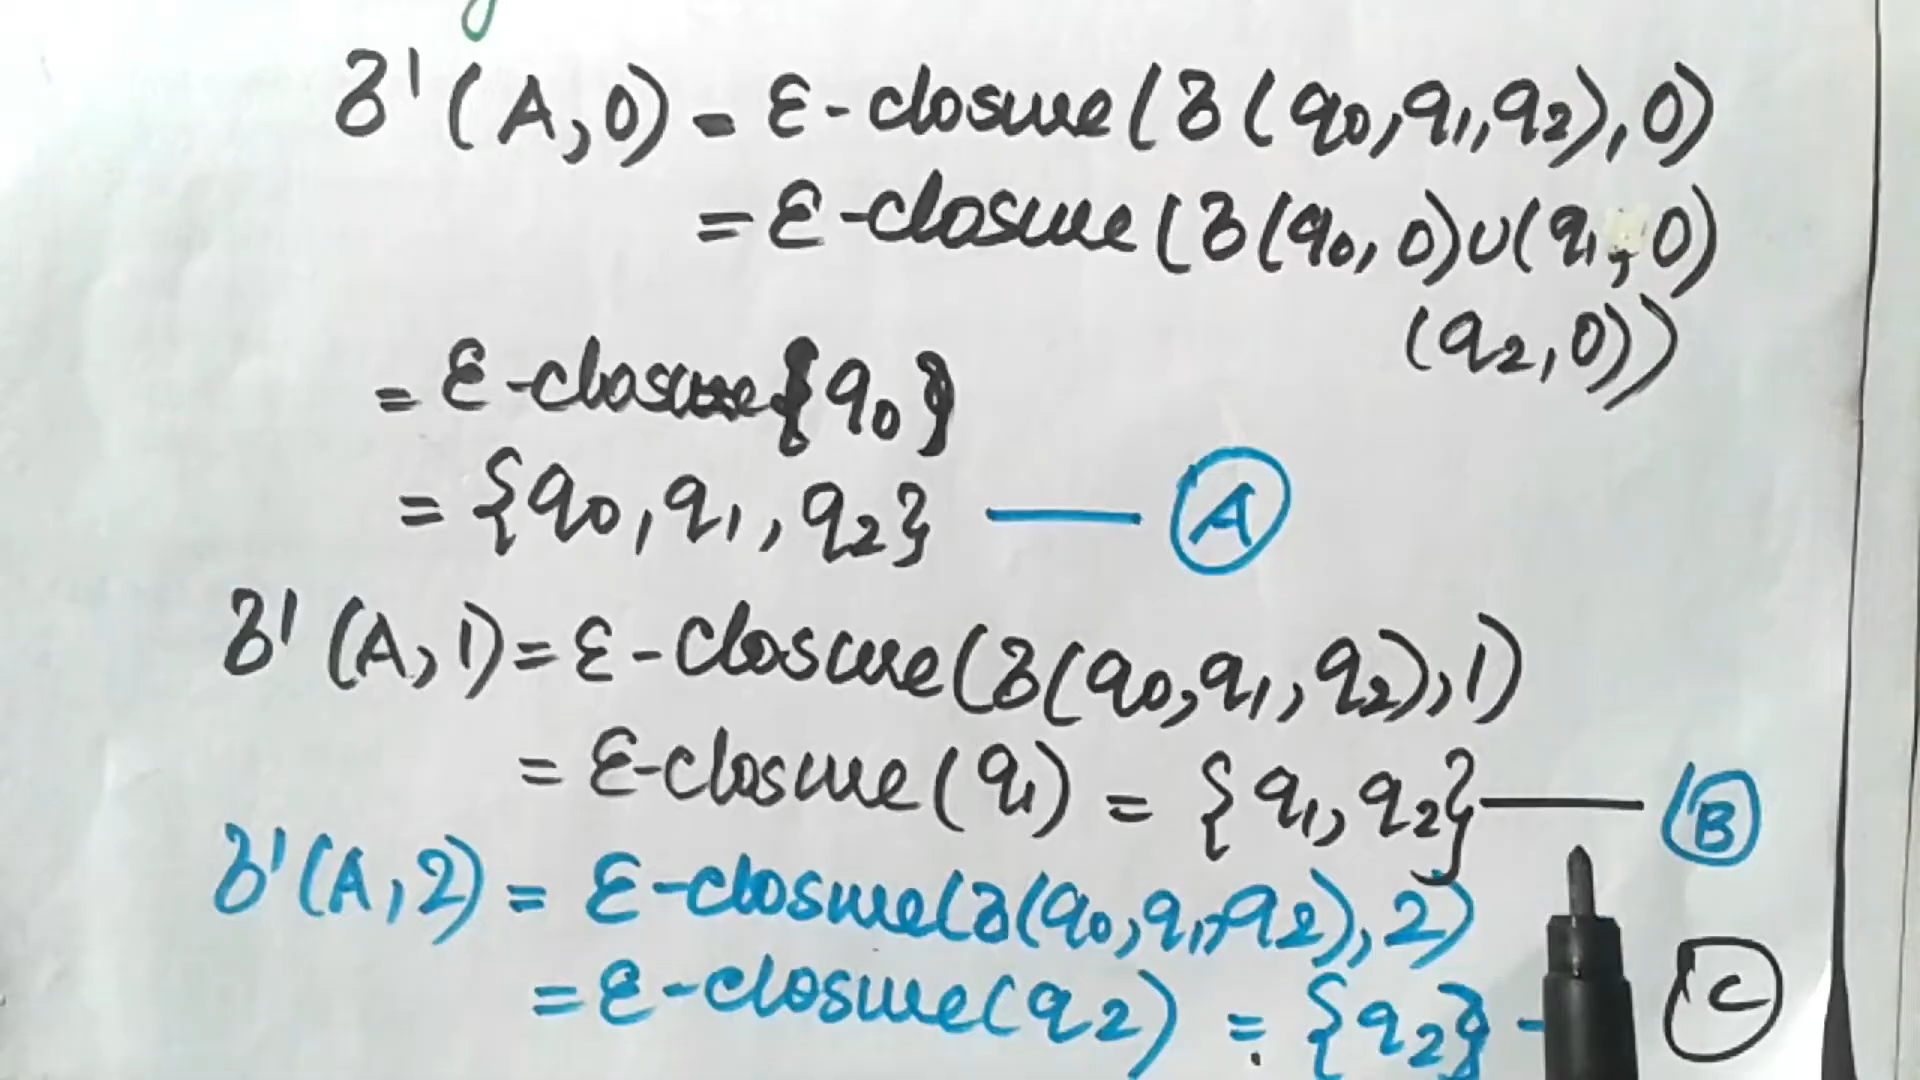 δ'(A,0) = ε-closure(δ(q0,q1,q2),0)
= ε-closure(δ(q0,0)∪(q1,0)
(q2,0))
= ε-closure{q0}
= {q0,q1,q2} — A
δ'(A,1) = ε-closure(δ(q0,q1,q2),1)
= ε-closure(q1) = {q1,q2} — B
δ'(A,2) = ε-closure(δ(q0,q1,q2),2)
= ε-closure(q2) = {q2} - C